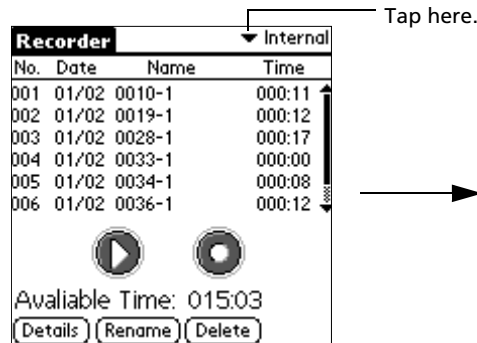 Tap here.
Recorder Internal
No. Date Name Time
001 01/02 0010-1 000:11
002 01/02 0019-1 000:12
003 01/02 0028-1 000:17
004 01/02 0033-1 000:00
005 01/02 0034-1 000:08
006 01/02 0036-1 000:12
Avaliable Time: 015:03
Details Rename Delete